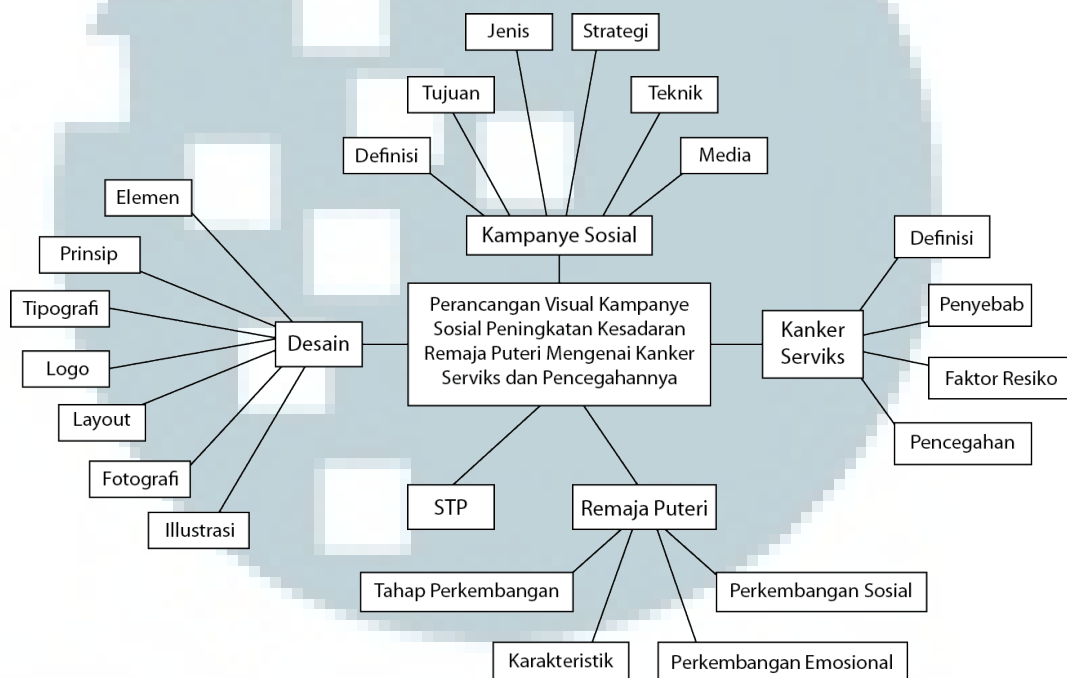 Jenis
Strategi
Tujuan
Teknik
Definisi
Media
Kampanye Sosial
Elemen
Prinsip
Tipografi
Logo
Layout
Fotografi
Illustrasi
Desain
Perancangan Visual Kampanye
Sosial Peningkatan Kesadaran
Remaja Puteri Mengenai Kanker
Serviks dan Pencegahannya
Kanker
Serviks
Definisi
Penyebab
Faktor Resiko
Pencegahan
STP
Remaja Puteri
Tahap Perkembangan
Perkembangan Sosial
Karakteristik
Perkembangan Emosional